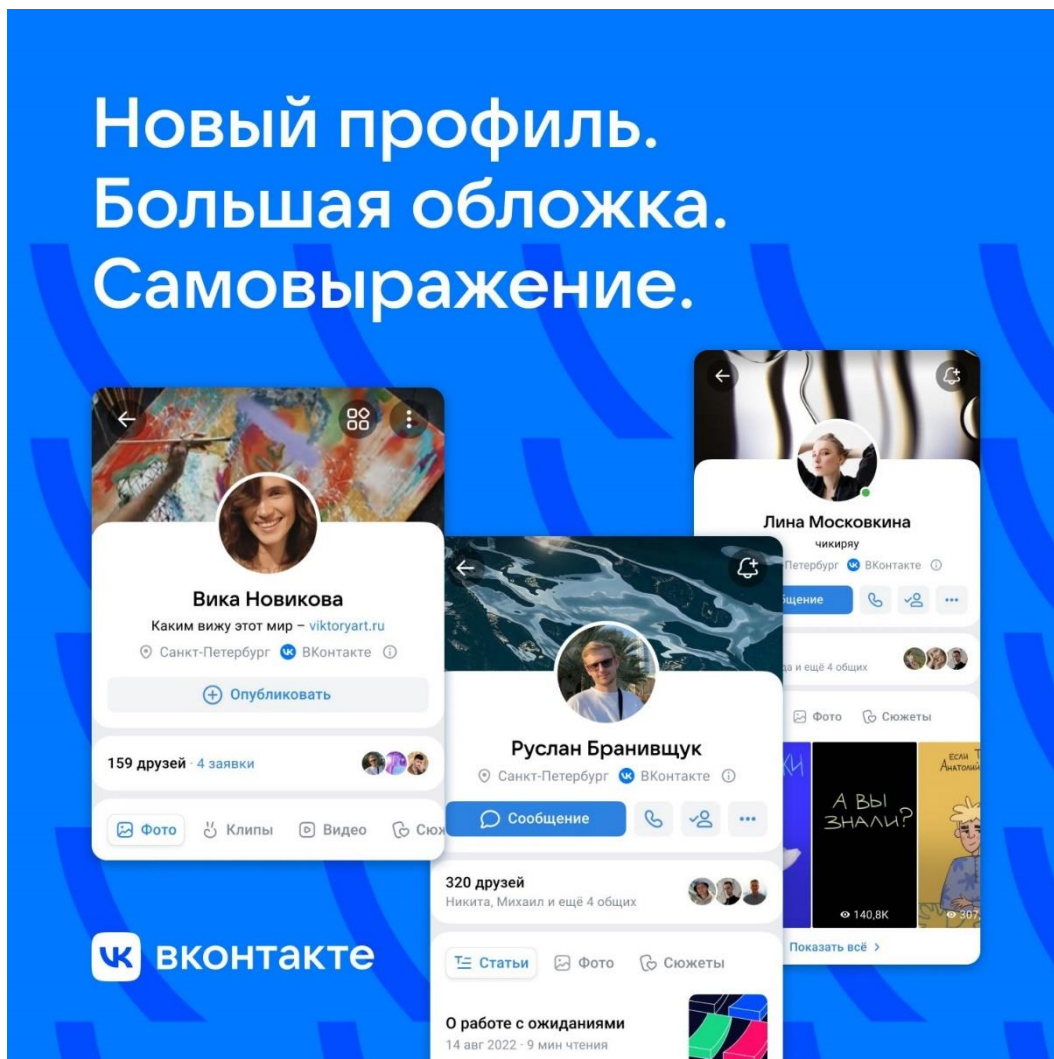 Новый профиль.
Большая обложка.
Самовыражение.
Вика Новикова
Каким вижу этот мир – viktoryart.ru
Санкт-Петербург ВКонтакте
Опубликовать
159 друзей · 4 заявки
Фото Клипы Видео
Руслан Бранивщук
Санкт-Петербург ВКонтакте
Сообщение
320 друзей
Никита, Михаил и ещё 4 общих
Статьи Фото Сюжеты
О работе с ожиданиями
14 авг 2022 · 9 мин чтения
Лина Московкина
чикиряу
Петербург ВКонтакте
и ещё 4 общих
Фото Сюжеты
А ВЫ
ЗНАЛИ?
ЕСЛИ
140,8K
307
Показать всё
вконтакте